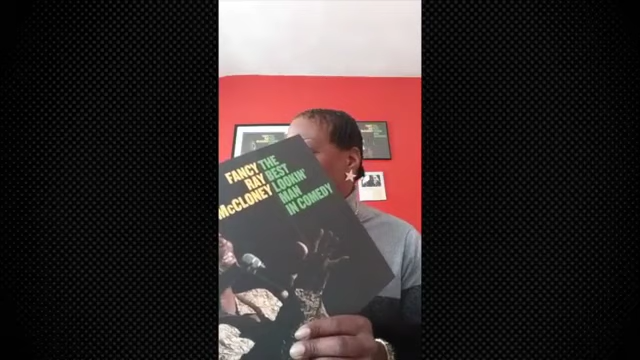 FANCY THE
RAY BEST
McCLONEY LOOKIN'
MAN
IN COMEDY